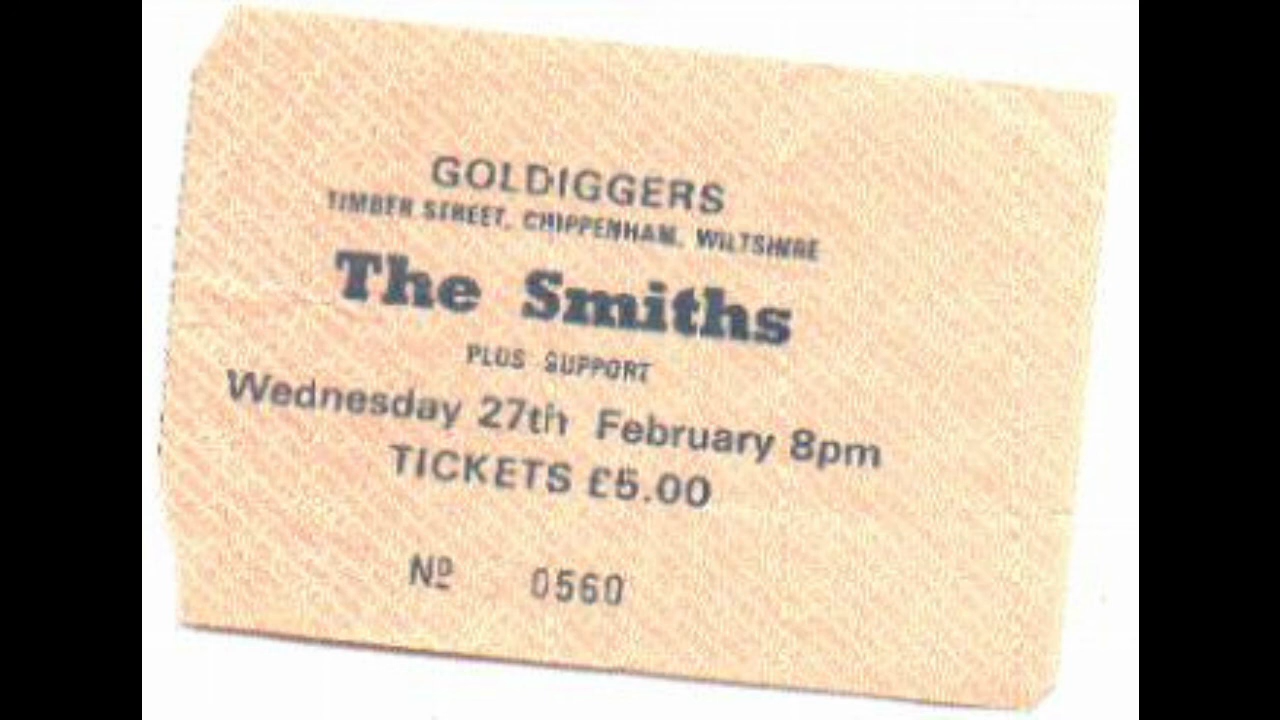 GOLDIGGERS
TIMBER STREET, CHIPPENHAM, WILTSHIRE
The Smiths
PLUS SUPPORT
Wednesday 27th February 8pm
TICKETS £5.00
Nº 0560